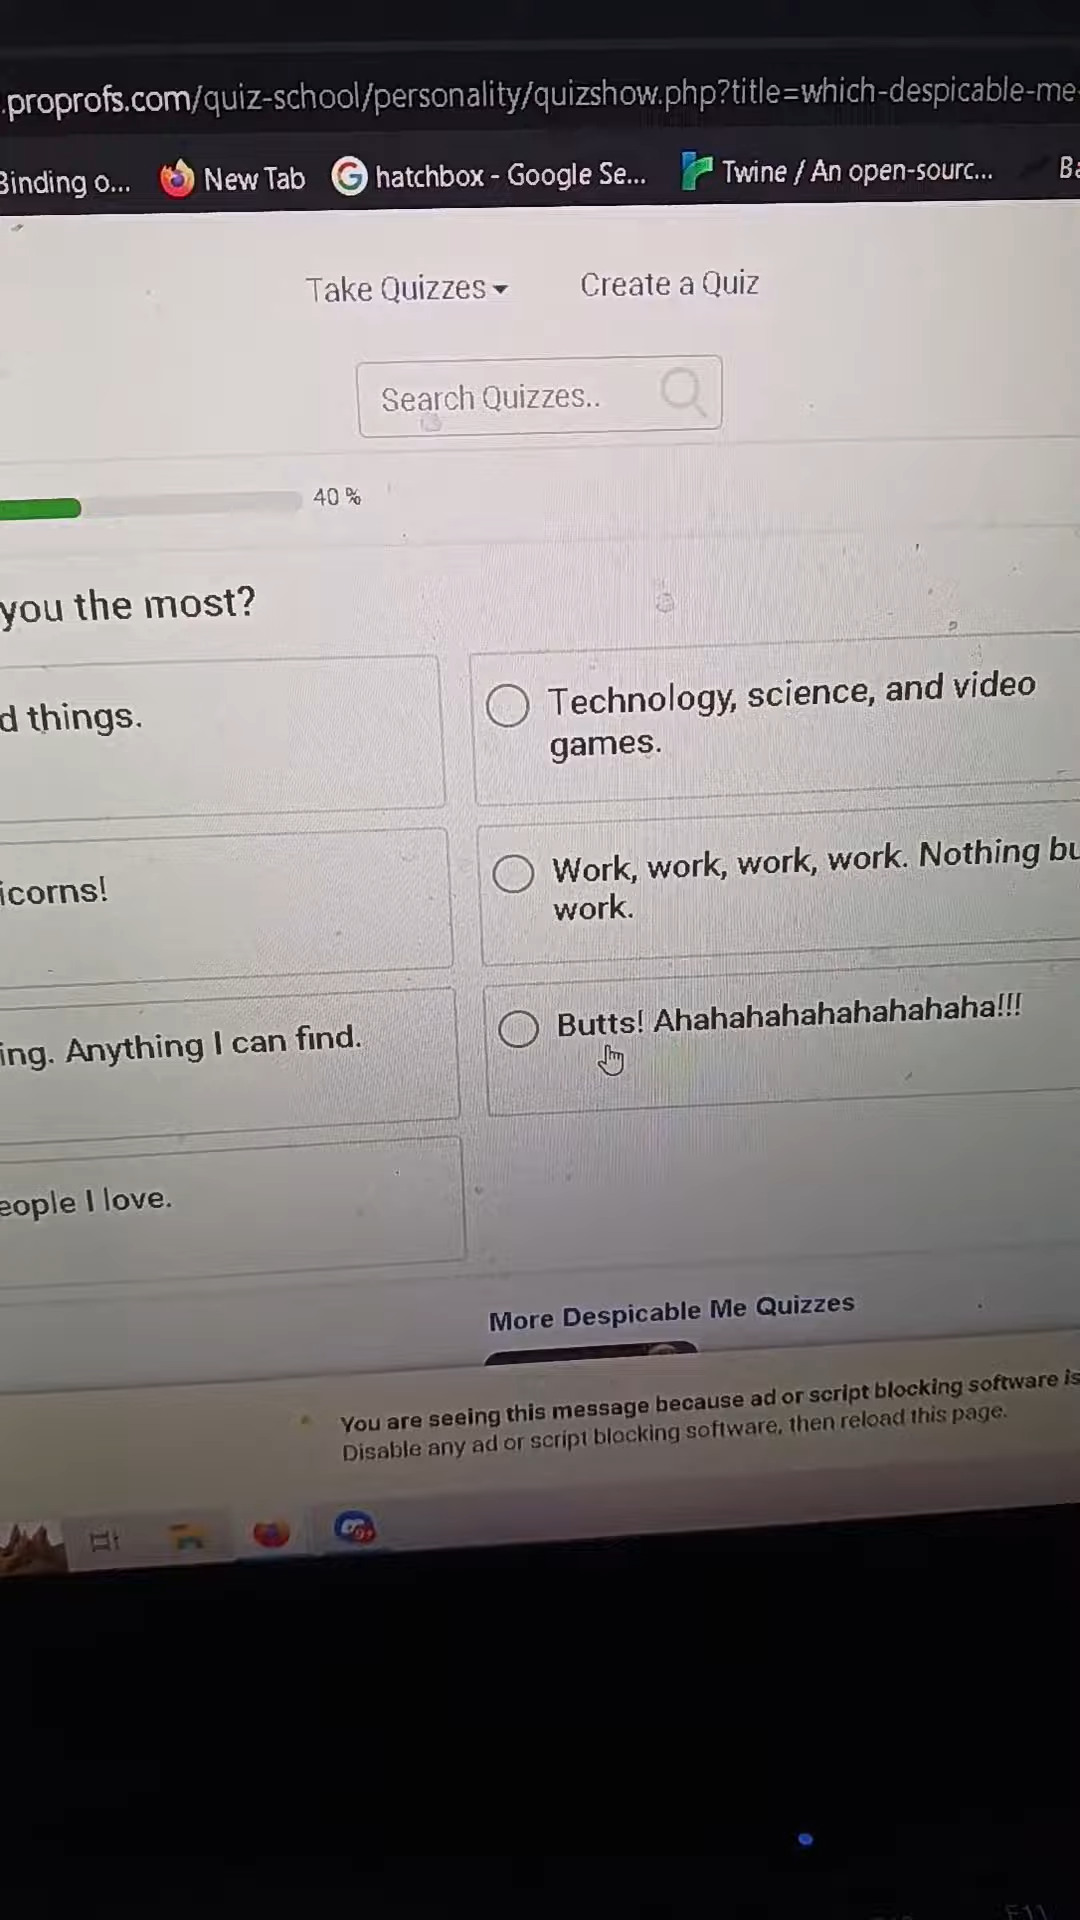 .proprofs.com/quiz-school/personality/quizshow.php?title=which-despicable-me-
Binding o... New Tab hatchbox - Google Se... Twine / An open-sourc... Ba
Take Quizzes Create a Quiz
Search Quizzes..
40 %
you the most?
d things.
Technology, science, and video
games.
icorns!
Work, work, work, work. Nothing bu
work.
ing. Anything I can find.
Butts! Ahahahahahahahahaha!!!
eople I love.
More Despicable Me Quizzes
You are seeing this message because ad or script blocking software is
Disable any ad or script blocking software, then reload this page.
9+
F11